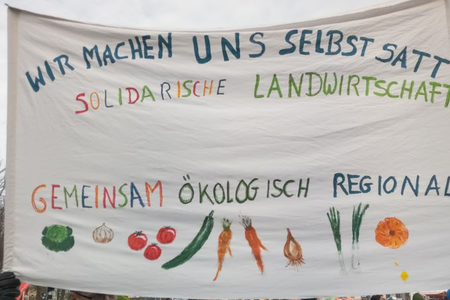 WIR MACHEN UNS SELBST SATT
SOLIDARISCHE LANDWIRTSCHAFT
GEMEINSAM ÖKOLOGISCH REGIONAL